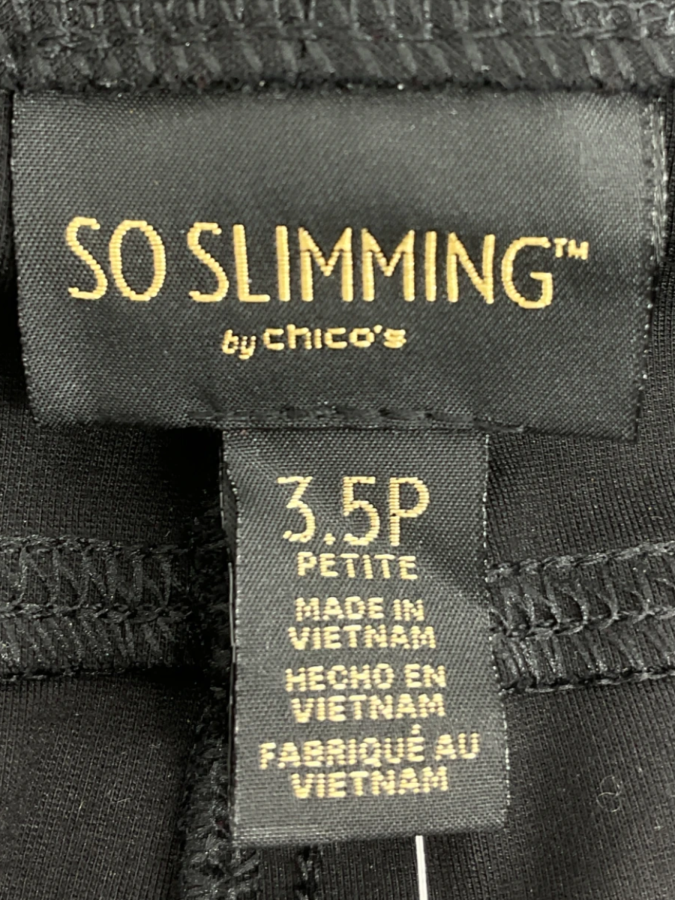 SO SLIMMING™
by chico's
3.5P
PETITE
MADE IN
VIETNAM
HECHO EN
VIETNAM
FABRIQUÉ AU
VIETNAM